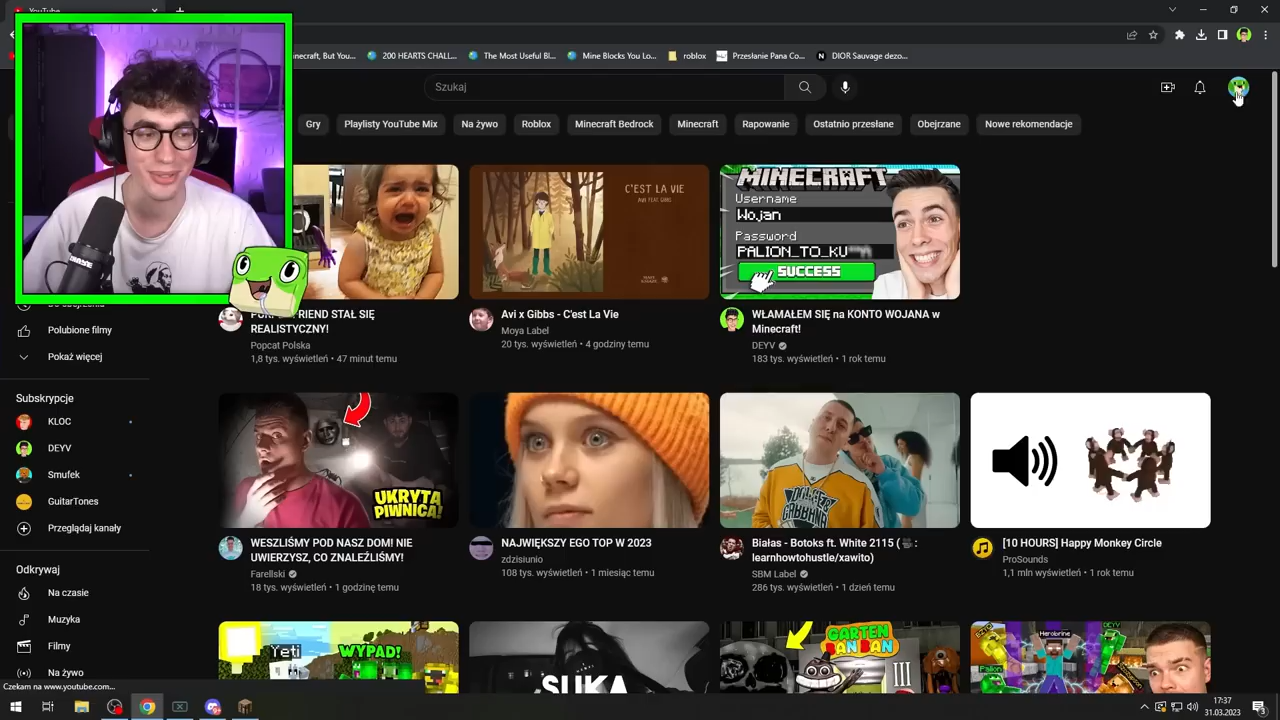 YouTube
Minecraft, But You...
200 HEARTS CHALL...
The Most Useful Bl...
Mine Blocks You Lo...
roblox
Przesłanie Pana Co...
DIOR Sauvage dezo...
Szukaj
Gry
Playlisty YouTube Mix
Na żywo
Roblox
Minecraft Bedrock
Minecraft
Rapowanie
Ostatnio przesłane
Obejrzane
Nowe rekomendacje
C'EST LA VIE
MINECRAFT
Username
Wojan
Password
PALION_TO_KU
SUCCESS
Polubione filmy
Pokaż więcej
RIEND STAŁ SIĘ
REALISTYCZNY!
Popcat Polska
1,8 tys. wyświetleń • 47 minut temu
Avi x Gibbs - C'est La Vie
Moya Label
20 tys. wyświetleń • 4 godziny temu
WŁAMAŁEM SIĘ na KONTO WOJANA w
Minecraft!
DEYV
183 tys. wyświetleń • 1 rok temu
Subskrypcje
KLOC
DEYV
Smufek
GuitarTones
Przeglądaj kanały
UKRYTA
PIWNICA!
WESZLIŚMY POD NASZ DOM! NIE
UWIERZYSZ, CO ZNALEŹLIŚMY!
Farellski
18 tys. wyświetleń • 1 godzinę temu
NAJWIĘKSZY EGO TOP W 2023
zdzisiunio
108 tys. wyświetleń • 1 miesiąc temu
Białas - Botoks ft. White 2115 (🎥:
learnhowtohustle/xawito)
SBM Label
286 tys. wyświetleń • 1 dzień temu
[10 HOURS] Happy Monkey Circle
ProSounds
1,1 mln wyświetleń • 1 rok temu
Odkrywaj
Na czasie
Muzyka
Filmy
Na żywo
Yeti
WYPAD!
SUKA
GARTEN
BANBAN
III
Herobrine
DEYV
Palion
Czekam na www.youtube.com...
17:37
31.03.2023